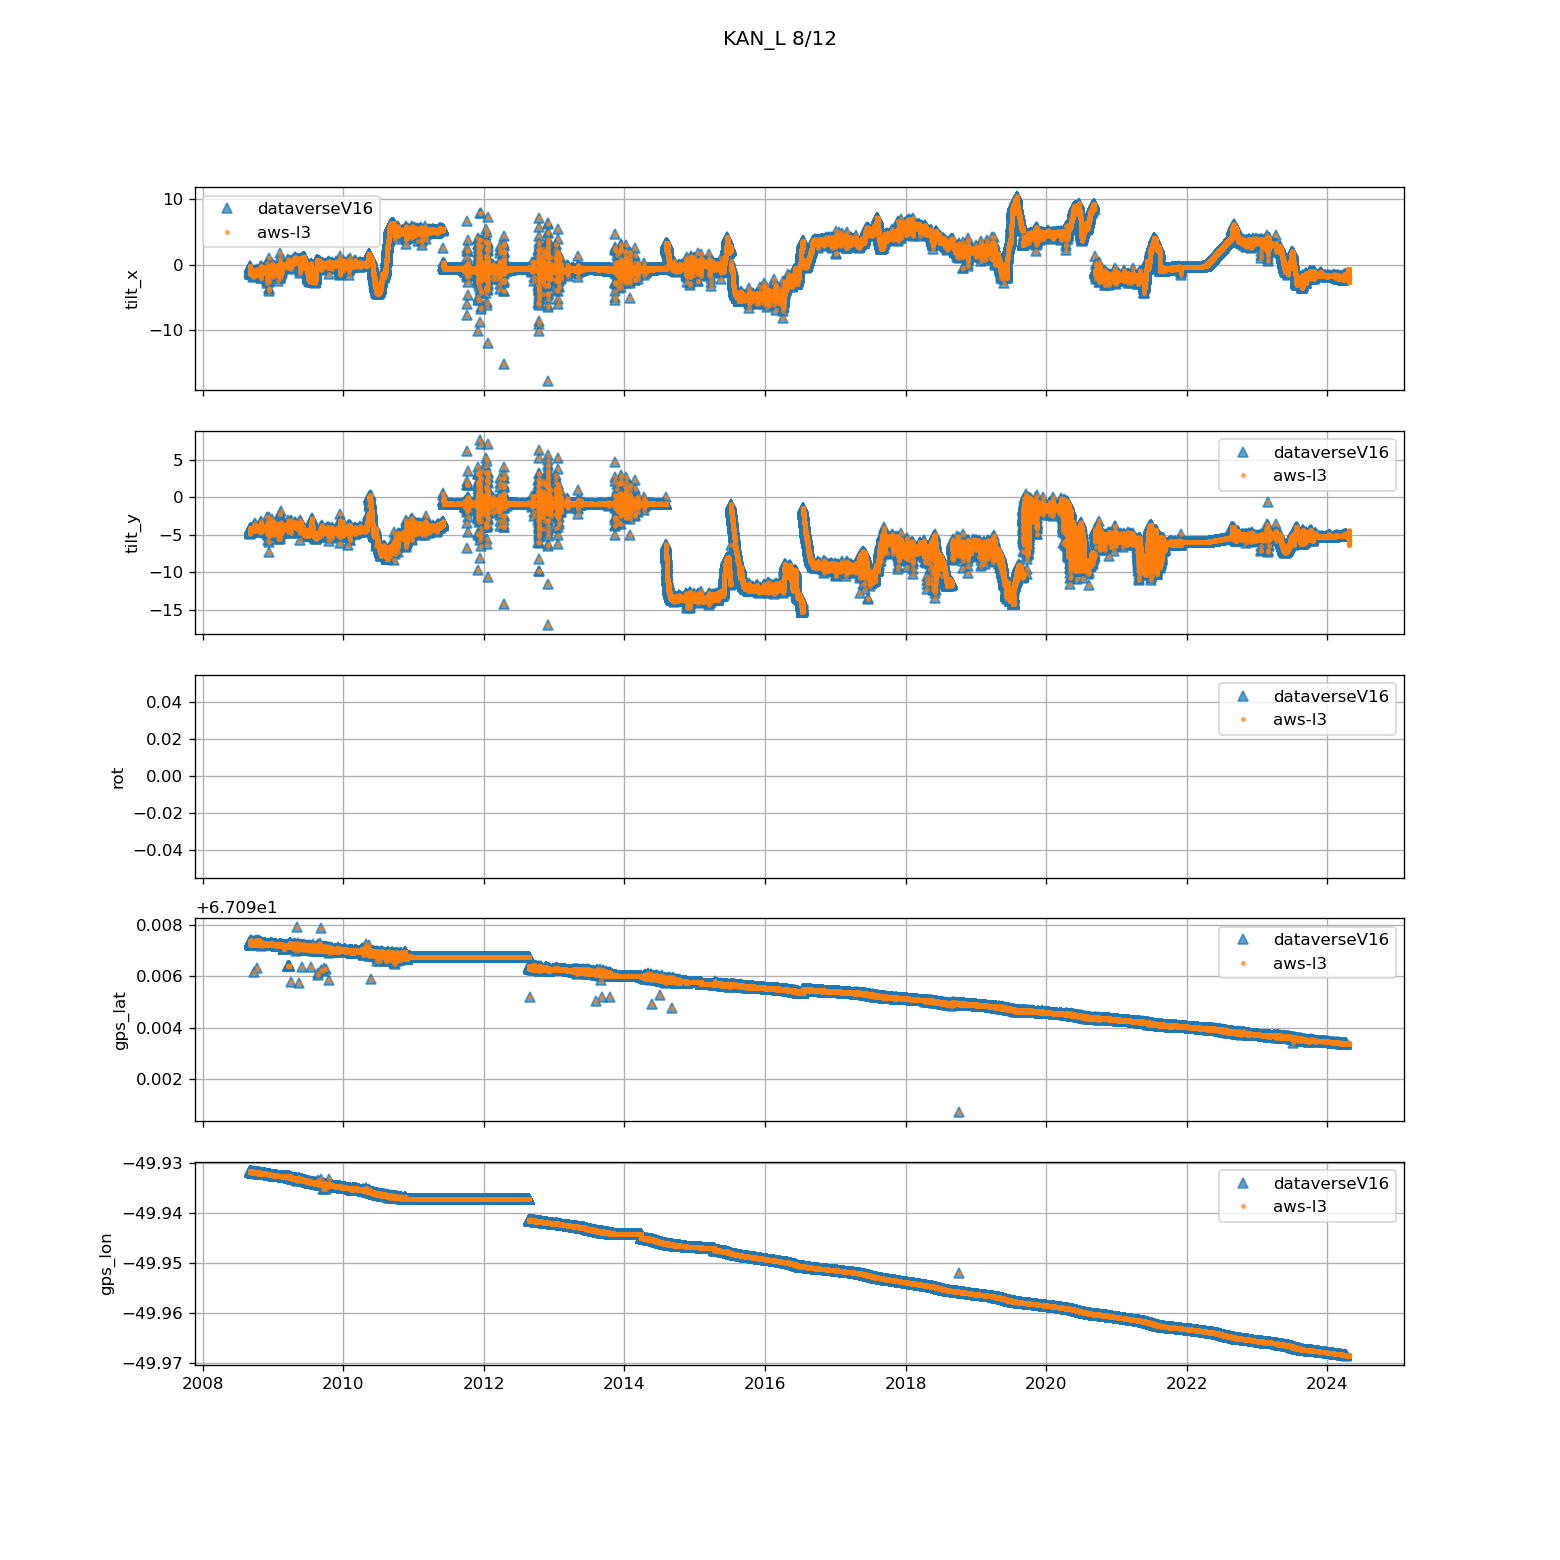 KAN_L 8/12
10
0
−10
tilt_x
dataverseV16
aws-l3
5
0
−5
−10
−15
tilt_y
dataverseV16
aws-l3
0.04
0.02
0.00
−0.02
−0.04
rot
dataverseV16
aws-l3
+6.709e1
0.008
0.006
0.004
0.002
gps_lat
dataverseV16
aws-l3
−49.93
−49.94
−49.95
−49.96
−49.97
gps_lon
dataverseV16
aws-l3
2008 2010 2012 2014 2016 2018 2020 2022 2024